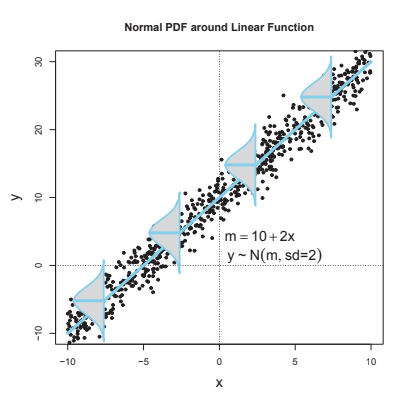 Normal PDF around Linear Function
30
20
10
0
−10
y
m = 10 + 2x
y ~ N(m, sd=2)
−10 −5 0 5 10
x